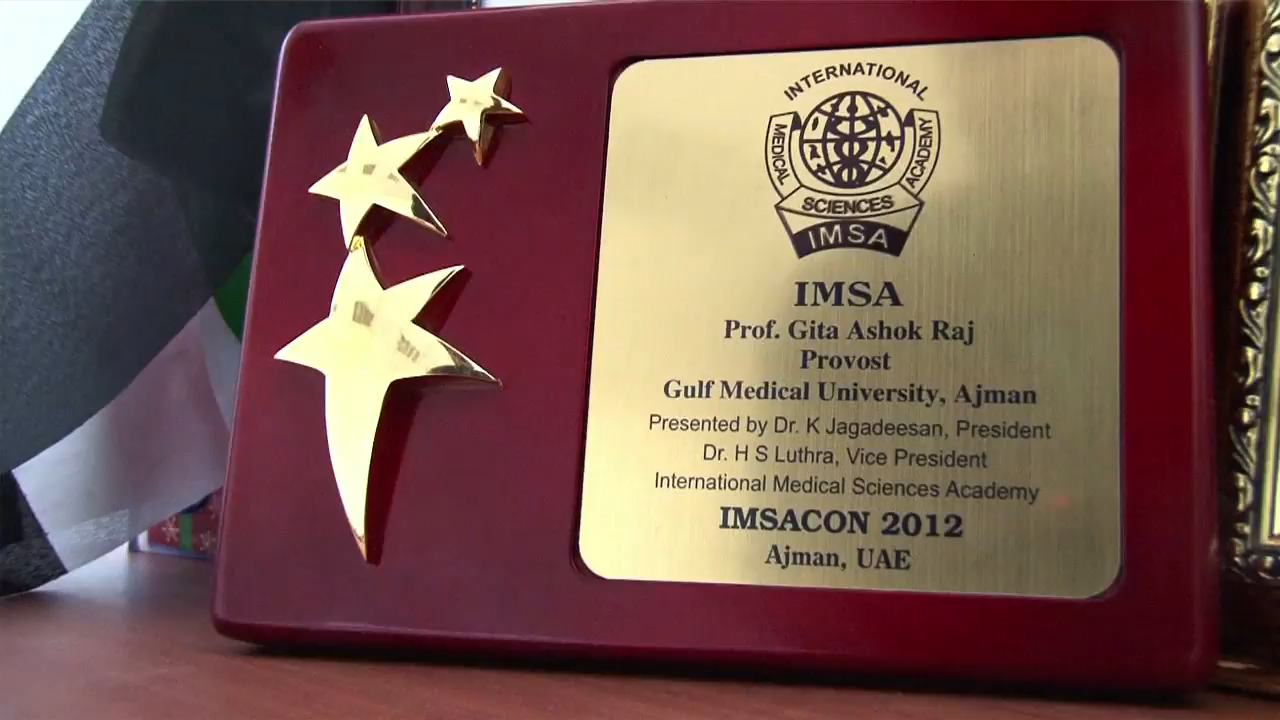 INTERNATIONAL
MEDICAL
SCIENCES
ACADEMY
IMSA
IMSA
Prof. Gita Ashok Raj
Provost
Gulf Medical University, Ajman
Presented by Dr. K Jagadeesan, President
Dr. H S Luthra, Vice President
International Medical Sciences Academy
IMSACON 2012
Ajman, UAE